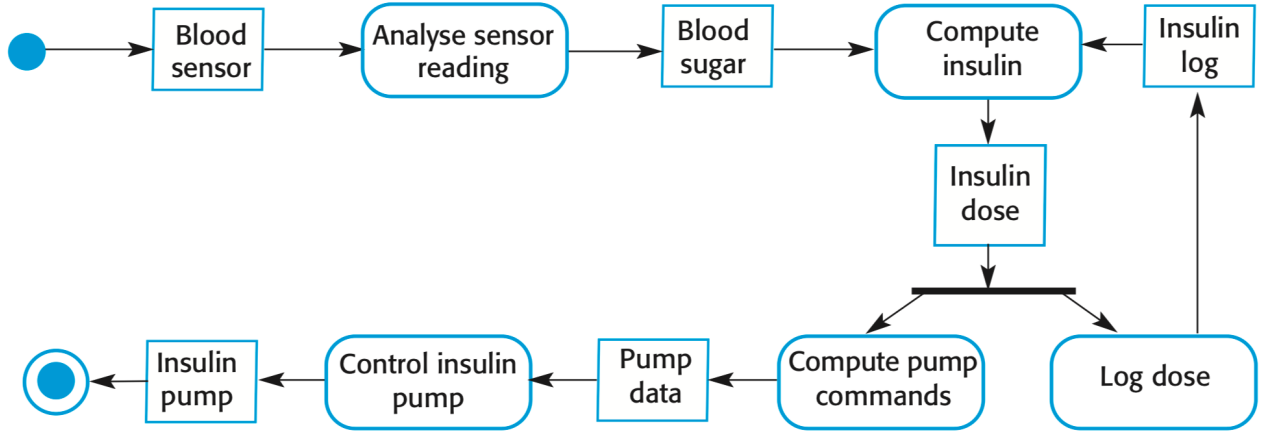 Blood
sensor
Analyse sensor
reading
Blood
sugar
Compute
insulin
Insulin
log
Insulin
dose
Insulin
pump
Control insulin
pump
Pump
data
Compute pump
commands
Log dose